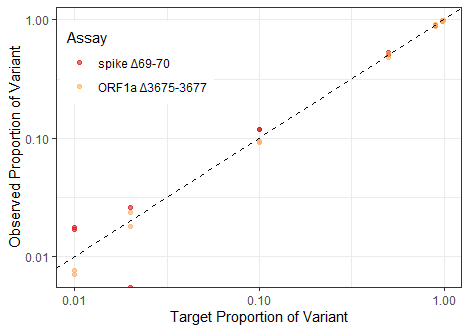 1.00
0.10
0.01
Observed Proportion of Variant
Assay
spike Δ69-70
ORF1a Δ3675-3677
0.01
0.10
1.00
Target Proportion of Variant